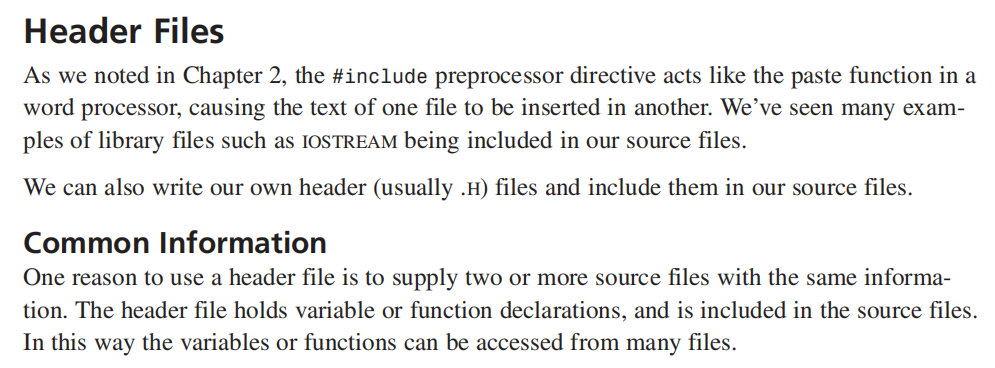 Header Files
As we noted in Chapter 2, the #include preprocessor directive acts like the paste function in a
word processor, causing the text of one file to be inserted in another. We’ve seen many exam-
ples of library files such as IOSTREAM being included in our source files.
We can also write our own header (usually .H) files and include them in our source files.
Common Information
One reason to use a header file is to supply two or more source files with the same informa-
tion. The header file holds variable or function declarations, and is included in the source files.
In this way the variables or functions can be accessed from many files.